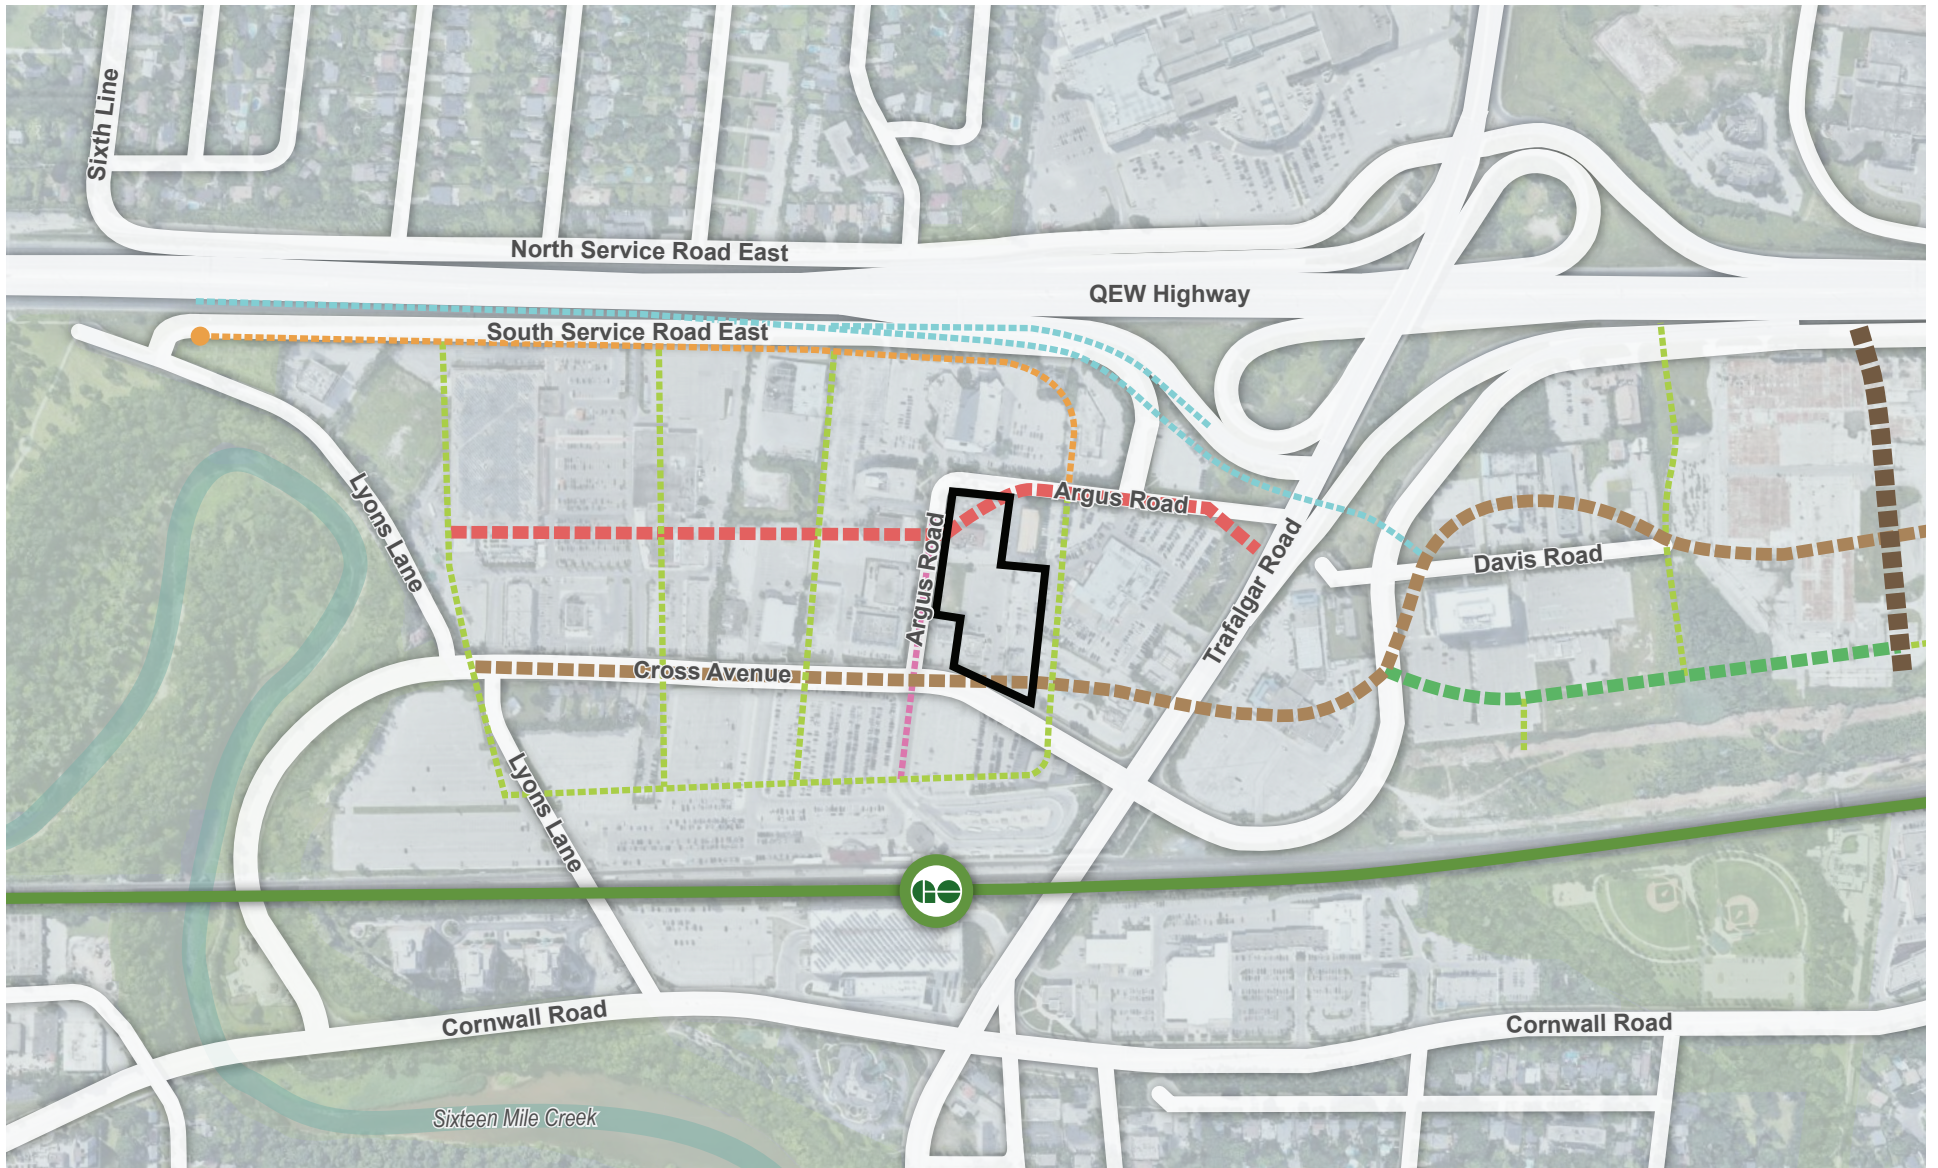 Sixth Line
North Service Road East
QEW Highway
South Service Road East
Lyons Lane
Argus Road
Argus Road
Trafalgar Road
Davis Road
Cross Avenue
Lyons Lane
GO
Cornwall Road
Cornwall Road
Sixteen Mile Creek